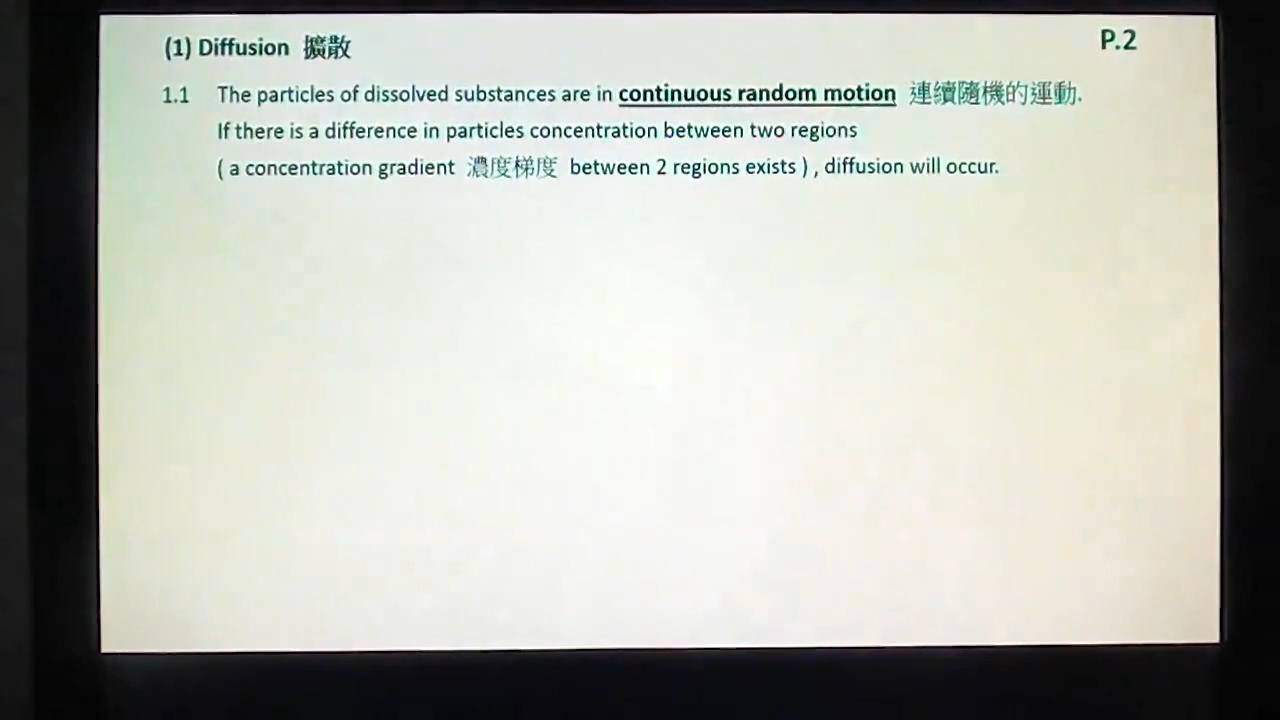 (1) Diffusion 擴散
P.2
1.1 The particles of dissolved substances are in continuous random motion 連續隨機的運動.
If there is a difference in particles concentration between two regions
( a concentration gradient 濃度梯度 between 2 regions exists ) , diffusion will occur.